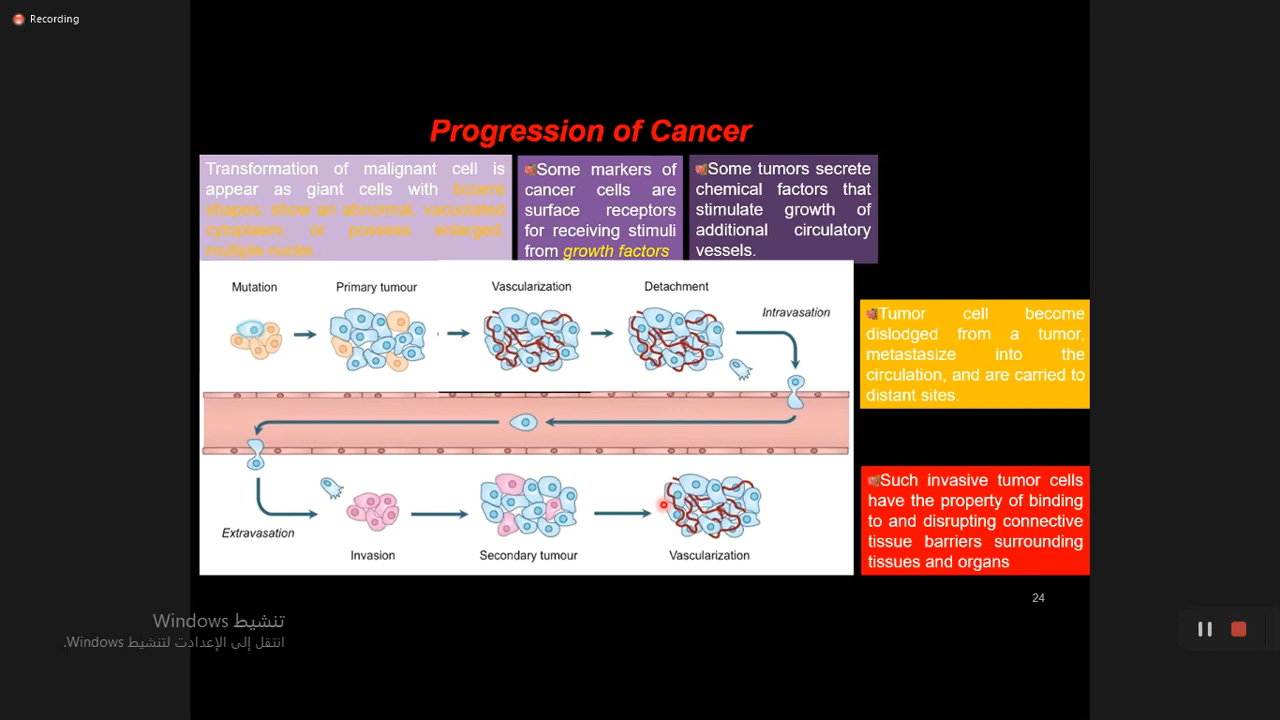 Recording
Progression of Cancer
Transformation of malignant cell is
appear as giant cells with bizarre
shapes, show an abnormal, vacuolated
cytoplasm, or possess enlarged,
multiple nuclei
Some markers of
cancer cells are
surface receptors
for receiving stimuli
from growth factors
Some tumors secrete
chemical factors that
stimulate growth of
additional circulatory
vessels.
Mutation
Primary tumour
Vascularization
Detachment
Intravasation
Tumor cell become
dislodged from a tumor,
metastasize into the
circulation, and are carried to
distant sites.
Extravasation
Invasion
Secondary tumour
Vascularization
Such invasive tumor cells
have the property of binding
to and disrupting connective
tissue barriers surrounding
tissues and organs
24
تنشيط Windows
انتقل إلى الإعدادت لتنشيط Windows.